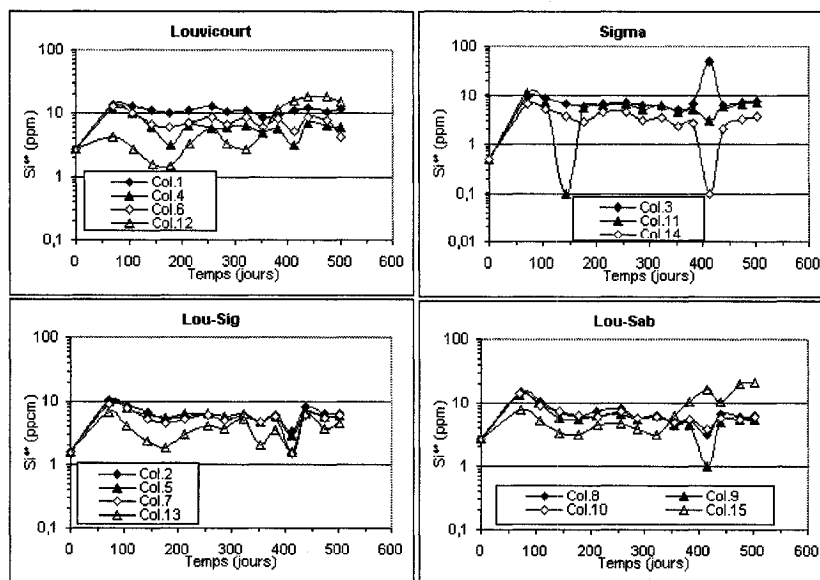 Louvicourt
Si⁴⁺ (ppm)
100
10
1
0,1
Col.1
Col.4
Col.6
Col.12
0 100 200 300 400 500 600
Temps (jours)
Sigma
Si⁴⁺ (ppm)
100
10
1
0,1
0,01
Col.3
Col.11
Col.14
0 100 200 300 400 500 600
Temps (jours)
Lou-Sig
Si⁴⁺ (ppcm)
100
10
1
0,1
Col.2
Col.5
Col.7
Col.13
0 100 200 300 400 500 600
Temps (jours)
Lou-Sab
Si⁴⁺ (ppm)
100
10
1
0,1
Col.8 Col.9
Col.10 Col.15
0 100 200 300 400 500 600
Temps (jours)